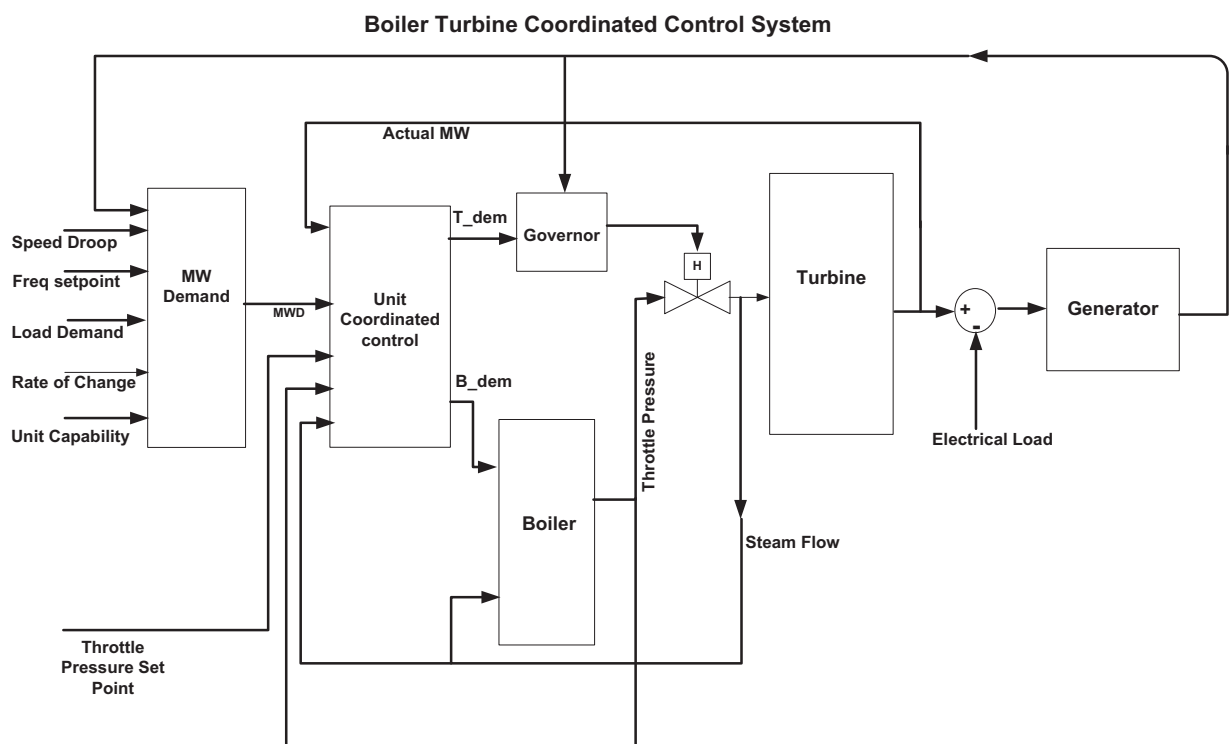 Boiler Turbine Coordinated Control System
Actual MW
Speed Droop
Freq setpoint
Load Demand
Rate of Change
Unit Capability
MW
Demand
MWD
Unit
Coordinated
control
T_dem
B_dem
Governor
H
Turbine
+
-
Generator
Electrical Load
Boiler
Throttle Pressure
Steam Flow
Throttle
Pressure Set
Point